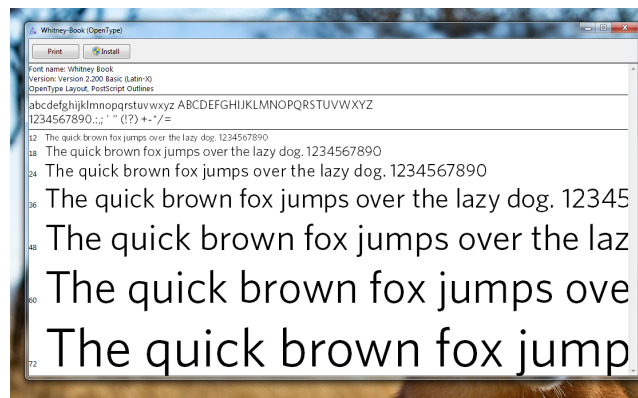 Whitney-Book (OpenType)
Print Install
Font name: Whitney Book
Version: Version 2.200 Basic (Latin-X)
OpenType Layout, PostScript Outlines
abcdefghijklmnopqrstuvwxyz ABCDEFGHIJKLMNOPQRSTUVWXYZ
1234567890.:,; ' " (!?) +-*/=
12 The quick brown fox jumps over the lazy dog. 1234567890
18 The quick brown fox jumps over the lazy dog. 1234567890
24 The quick brown fox jumps over the lazy dog. 1234567890
36 The quick brown fox jumps over the lazy dog. 12345
48 The quick brown fox jumps over the laz
60 The quick brown fox jumps ove
72 The quick brown fox jump